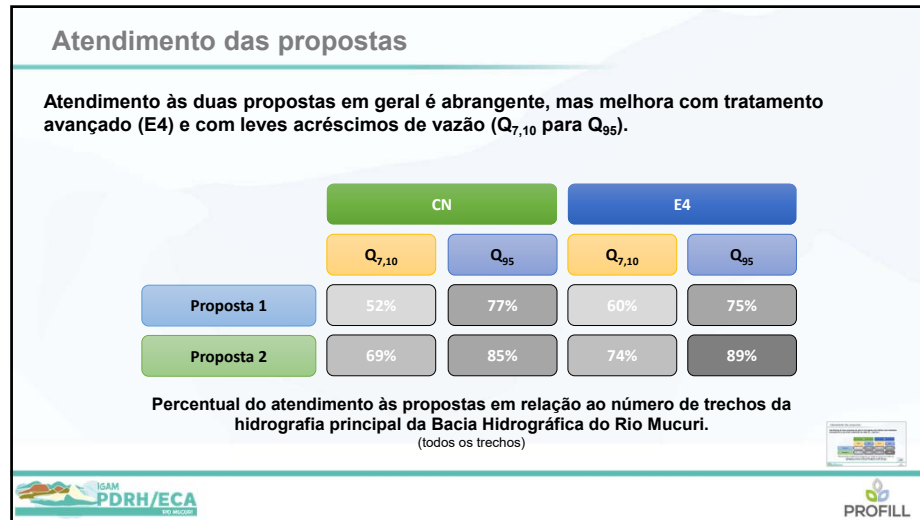 Atendimento das propostas
Atendimento às duas propostas em geral é abrangente, mas melhora com tratamento
avançado (E4) e com leves acréscimos de vazão (Q7,10 para Q95).
CN E4
Q7,10 Q95 Q7,10 Q95
Proposta 1 52% 77% 60% 75%
Proposta 2 69% 85% 74% 89%
Percentual do atendimento às propostas em relação ao número de trechos da
hidrografia principal da Bacia Hidrográfica do Rio Mucuri.
(todos os trechos)
IGAM
PDRH/ECA
RIO MUCURI
PROFILL